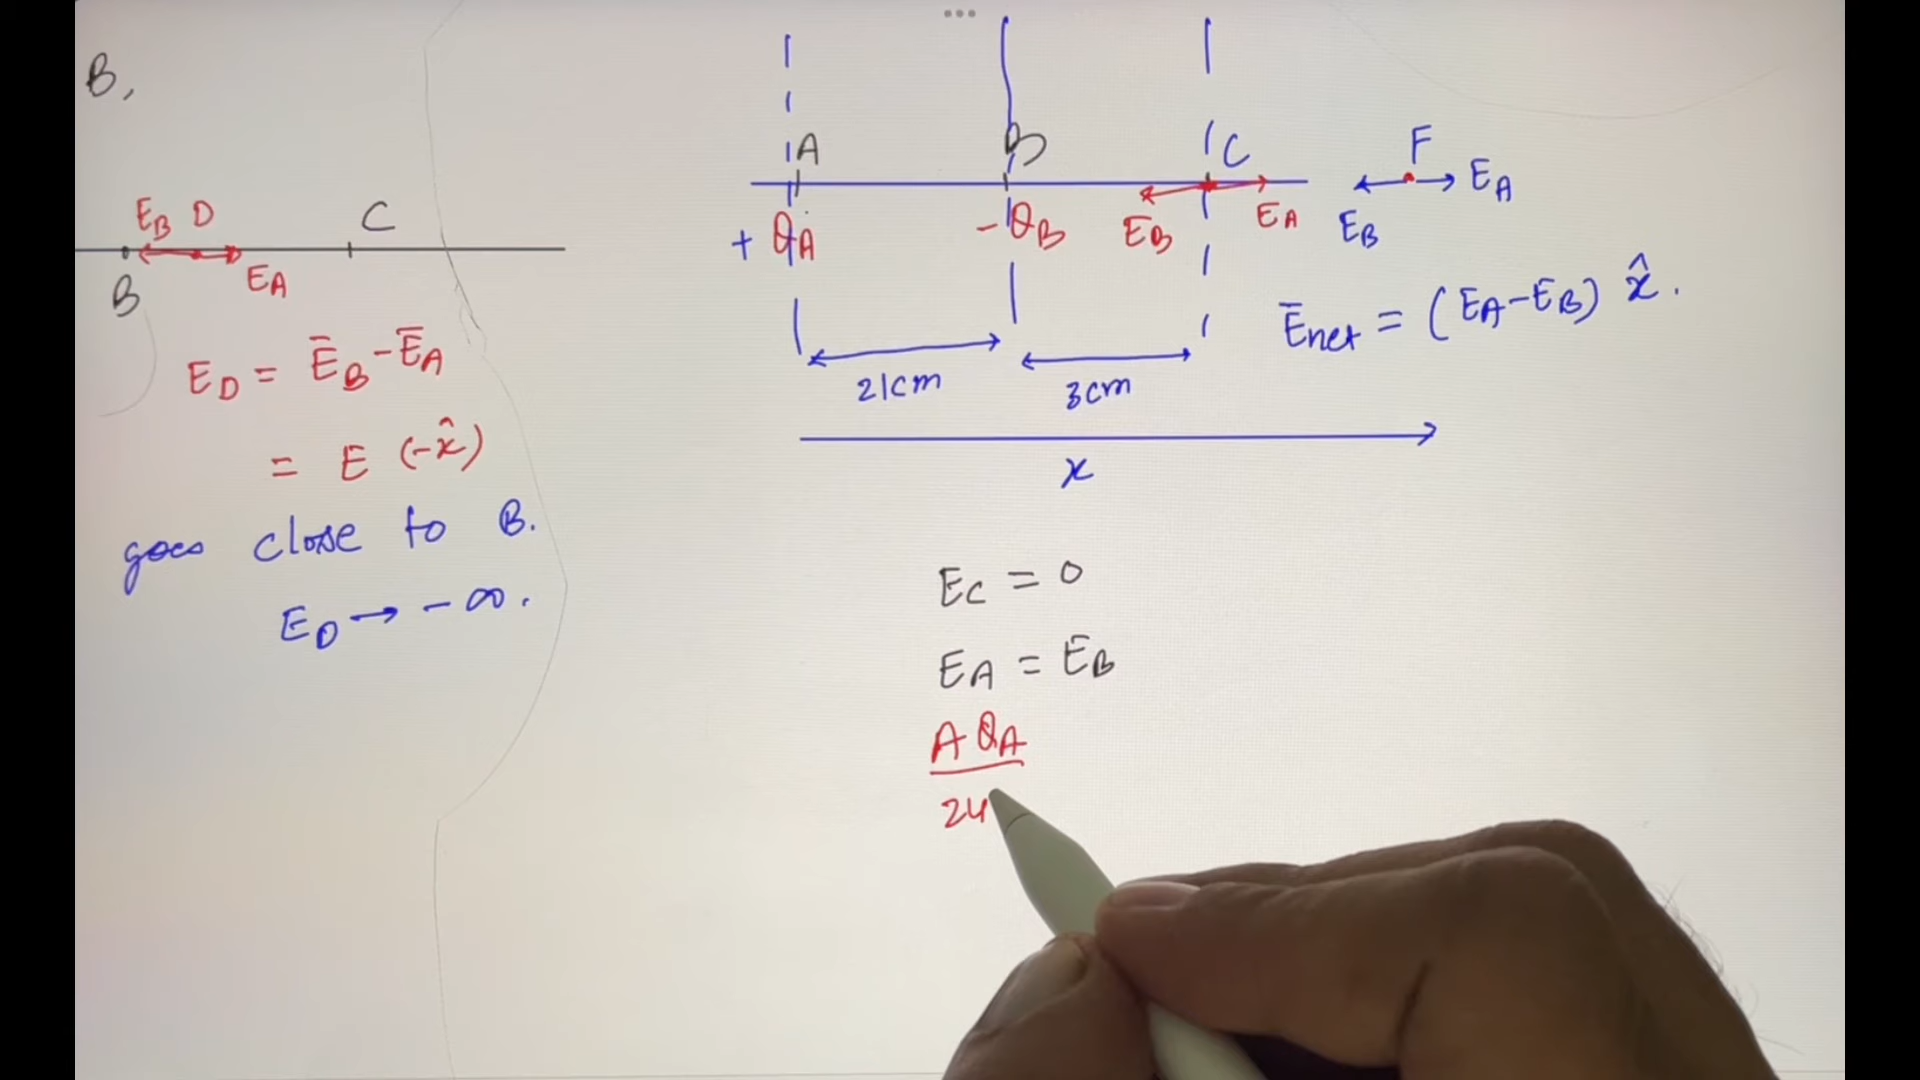 B,
E_B D
C
E_A
B
E_D = Ē_B - Ē_A
= E (-x̂)
goes close to B.
E_D → - ∞.
A B C F
E_A
+ Q_A - Q_B E_B E_A E_B
Ē_net = (E_A - E_B) x̂.
21cm 3cm
x
E_C = 0
E_A = E_B
A Q_A
24